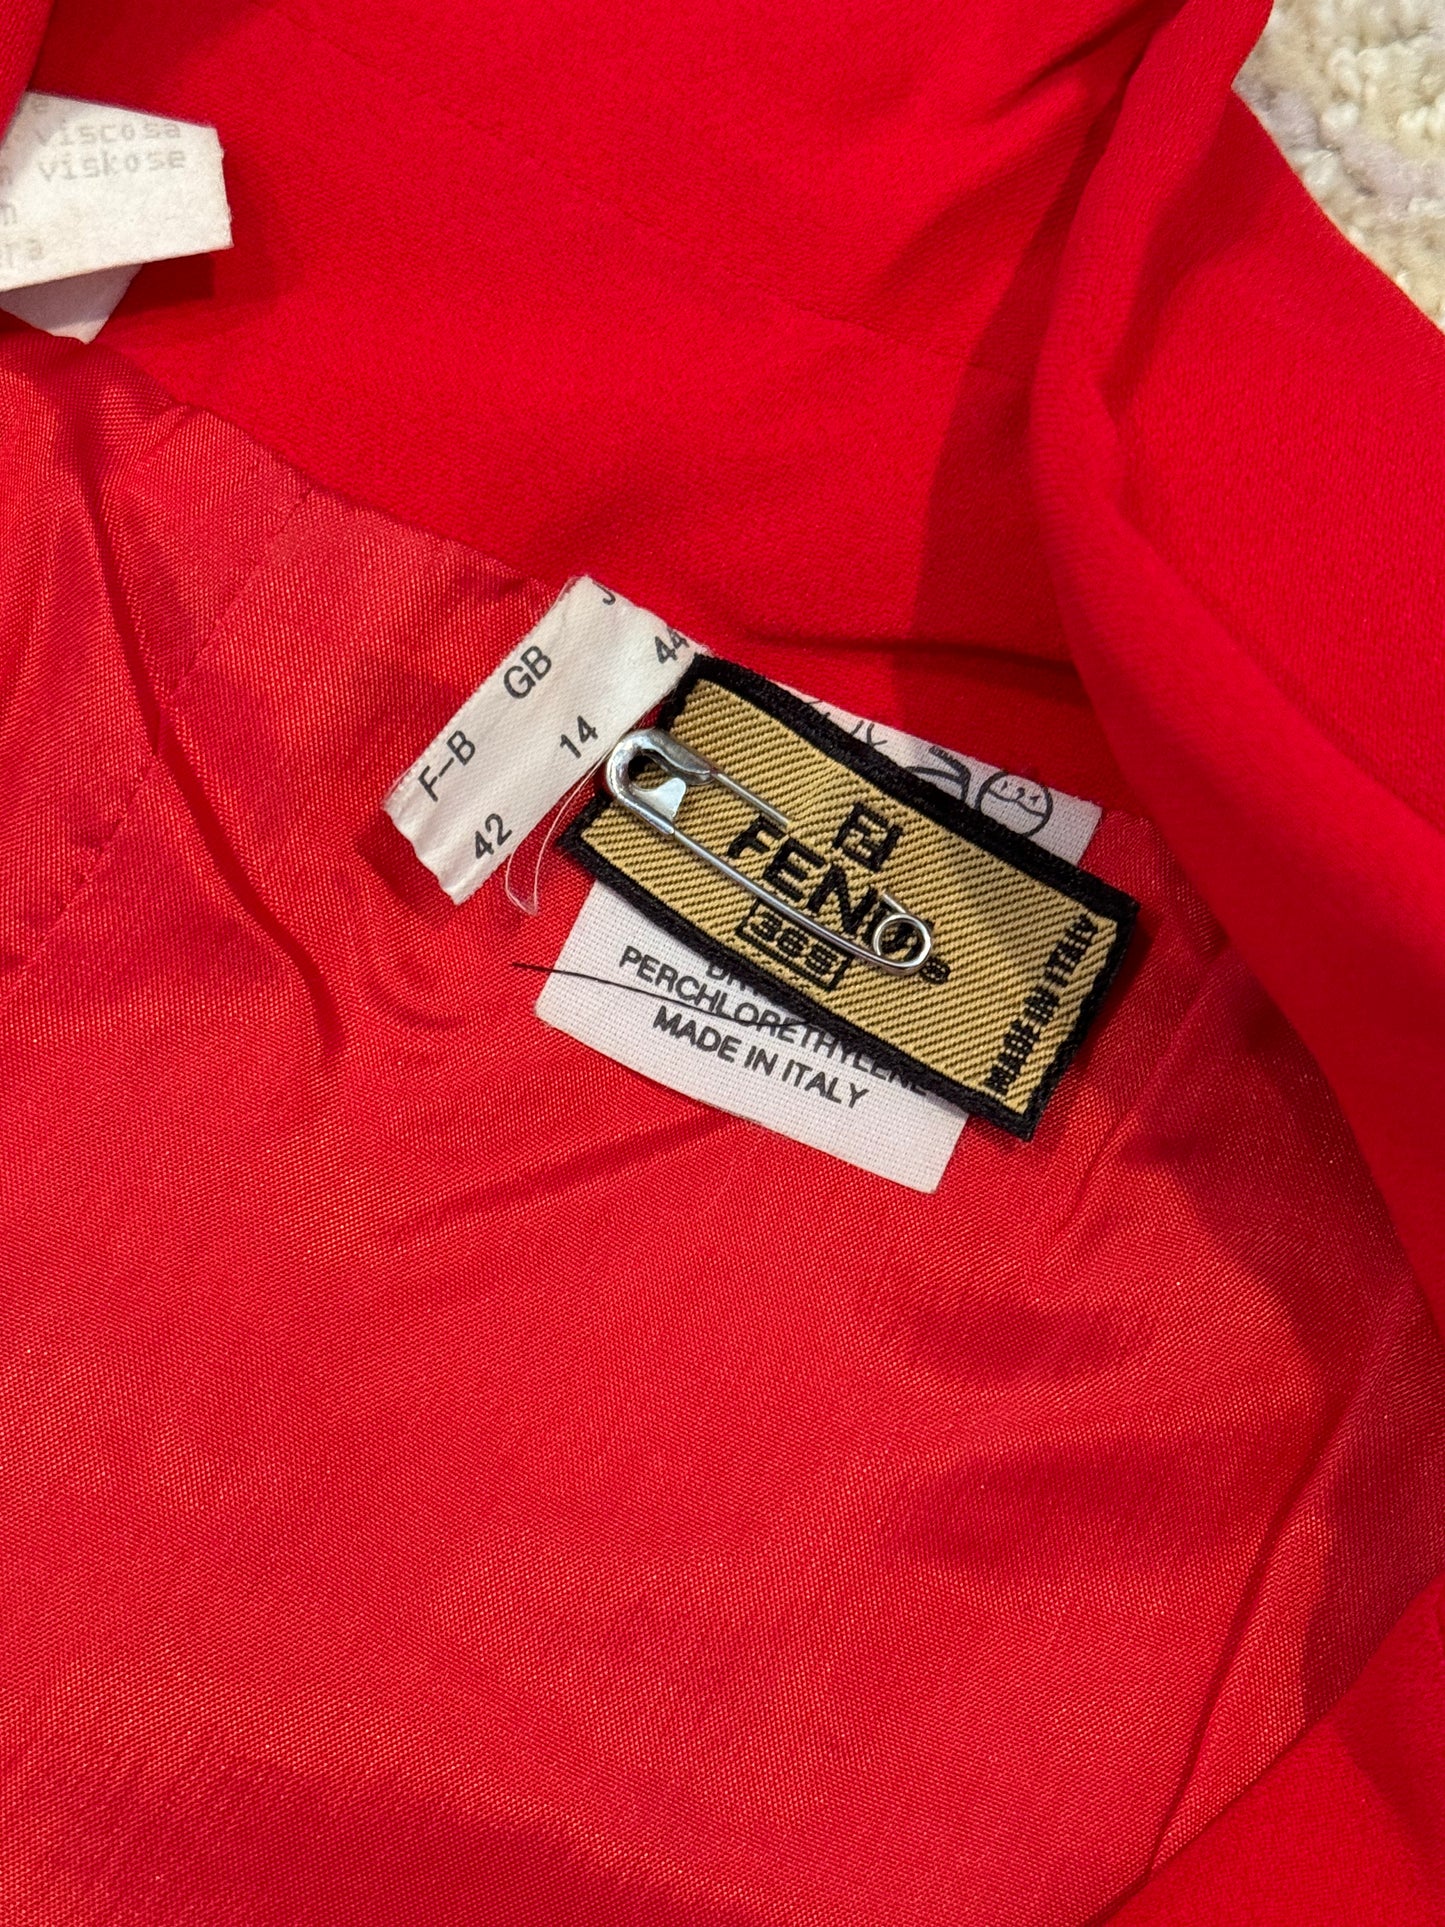 viscosa
viskose
J
GB
44
F-B
14
42
FENDI
365
MADE IN ITALY
PERCHLORETHYLENE
MADE IN ITALY